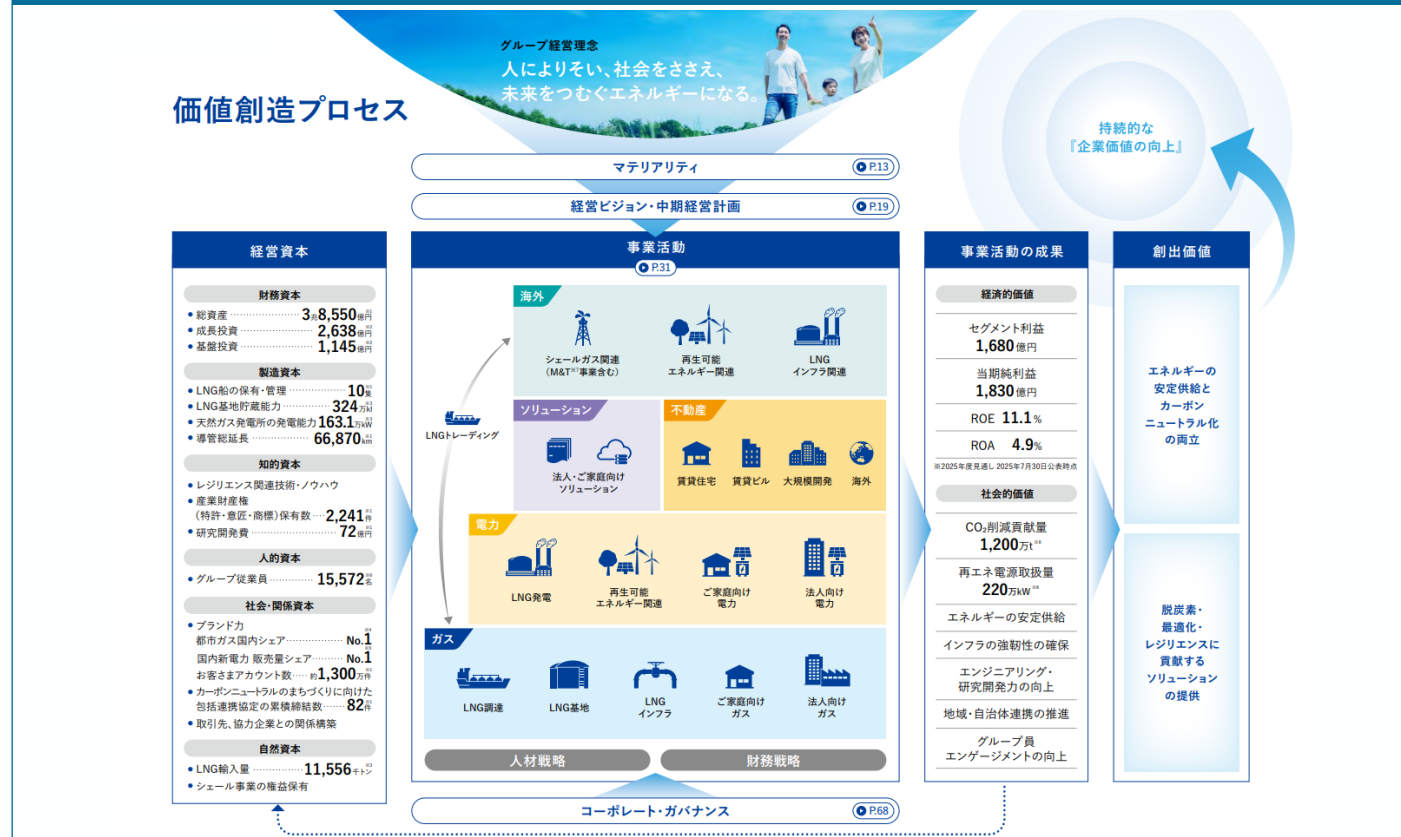 グループ経営理念
人によりそい、社会をささえ、
未来をつむぐエネルギーになる。
価値創造プロセス
持続的な
『企業価値の向上』
マテリアリティ
P.13
経営ビジョン・中期経営計画
P.19
経営資本
財務資本
• 総資産 3兆8,550億円※1
• 成長投資 2,638億円※2
• 基盤投資 1,145億円※2
製造資本
• LNG船の保有・管理 10隻※1
• LNG基地貯蔵能力 324万kl※1
• 天然ガス発電所の発電能力 163.1万kW※3
• 導管総延長 66,870km※1
知的資本
• レジリエンス関連技術・ノウハウ
• 産業財産権
(特許・意匠・商標)保有数 2,241件※1
• 研究開発費 72億円※1
人的資本
• グループ従業員 15,572名
社会・関係資本
• ブランド力
都市ガス国内シェア No.1
国内新電力 販売量シェア No.1
お客さまアカウント数 約1,300万件※1
• カーボンニュートラルのまちづくりに向けた
包括連携協定の累積締結数 82件※1
• 取引先、協力企業との関係構築
自然資本
• LNG輸入量 11,556千トン※3
• シェール事業の権益保有
事業活動
P.31
海外
シェールガス関連
(M&T※7事業含む)
再生可能
エネルギー関連
LNG
インフラ関連
LNGトレーディング
ソリューション
法人・ご家庭向け
ソリューション
不動産
賃貸住宅
賃貸ビル
大規模開発
海外
電力
LNG発電
再生可能
エネルギー関連
ご家庭向け
電力
法人向け
電力
ガス
LNG調達
LNG基地
LNG
インフラ
ご家庭向け
ガス
法人向け
ガス
人材戦略
財務戦略
コーポレート・ガバナンス
P.68
事業活動の成果
経済的価値
セグメント利益
1,680億円
当期純利益
1,830億円
ROE 11.1%
ROA 4.9%
※2025年度見通し 2025年7月30日公表時点
社会的価値
CO₂削減貢献量
1,200万t※8
再エネ電源取扱量
220万kW※8
エネルギーの安定供給
インフラの強靭性の確保
エンジニアリング・
研究開発力の向上
地域・自治体連携の推進
グループ員
エンゲージメントの向上
創出価値
エネルギーの
安定供給と
カーボン
ニュートラル化
の両立
脱炭素・
最適化・
レジリエンスに
貢献する
ソリューション
の提供